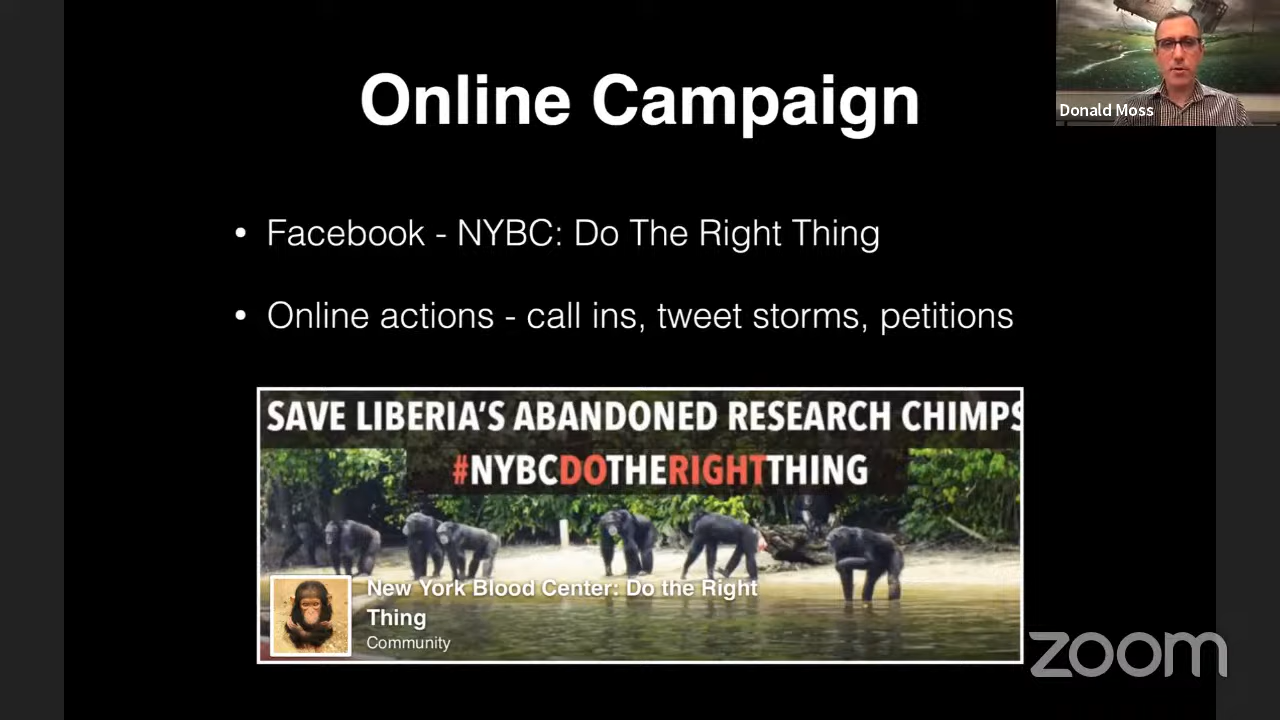 Online Campaign
Donald Moss
• Facebook - NYBC: Do The Right Thing
• Online actions - call ins, tweet storms, petitions
SAVE LIBERIA'S ABANDONED RESEARCH CHIMPS
#NYBCDOTHERIGHTTHING
New York Blood Center: Do the Right
Thing
Community
zoom